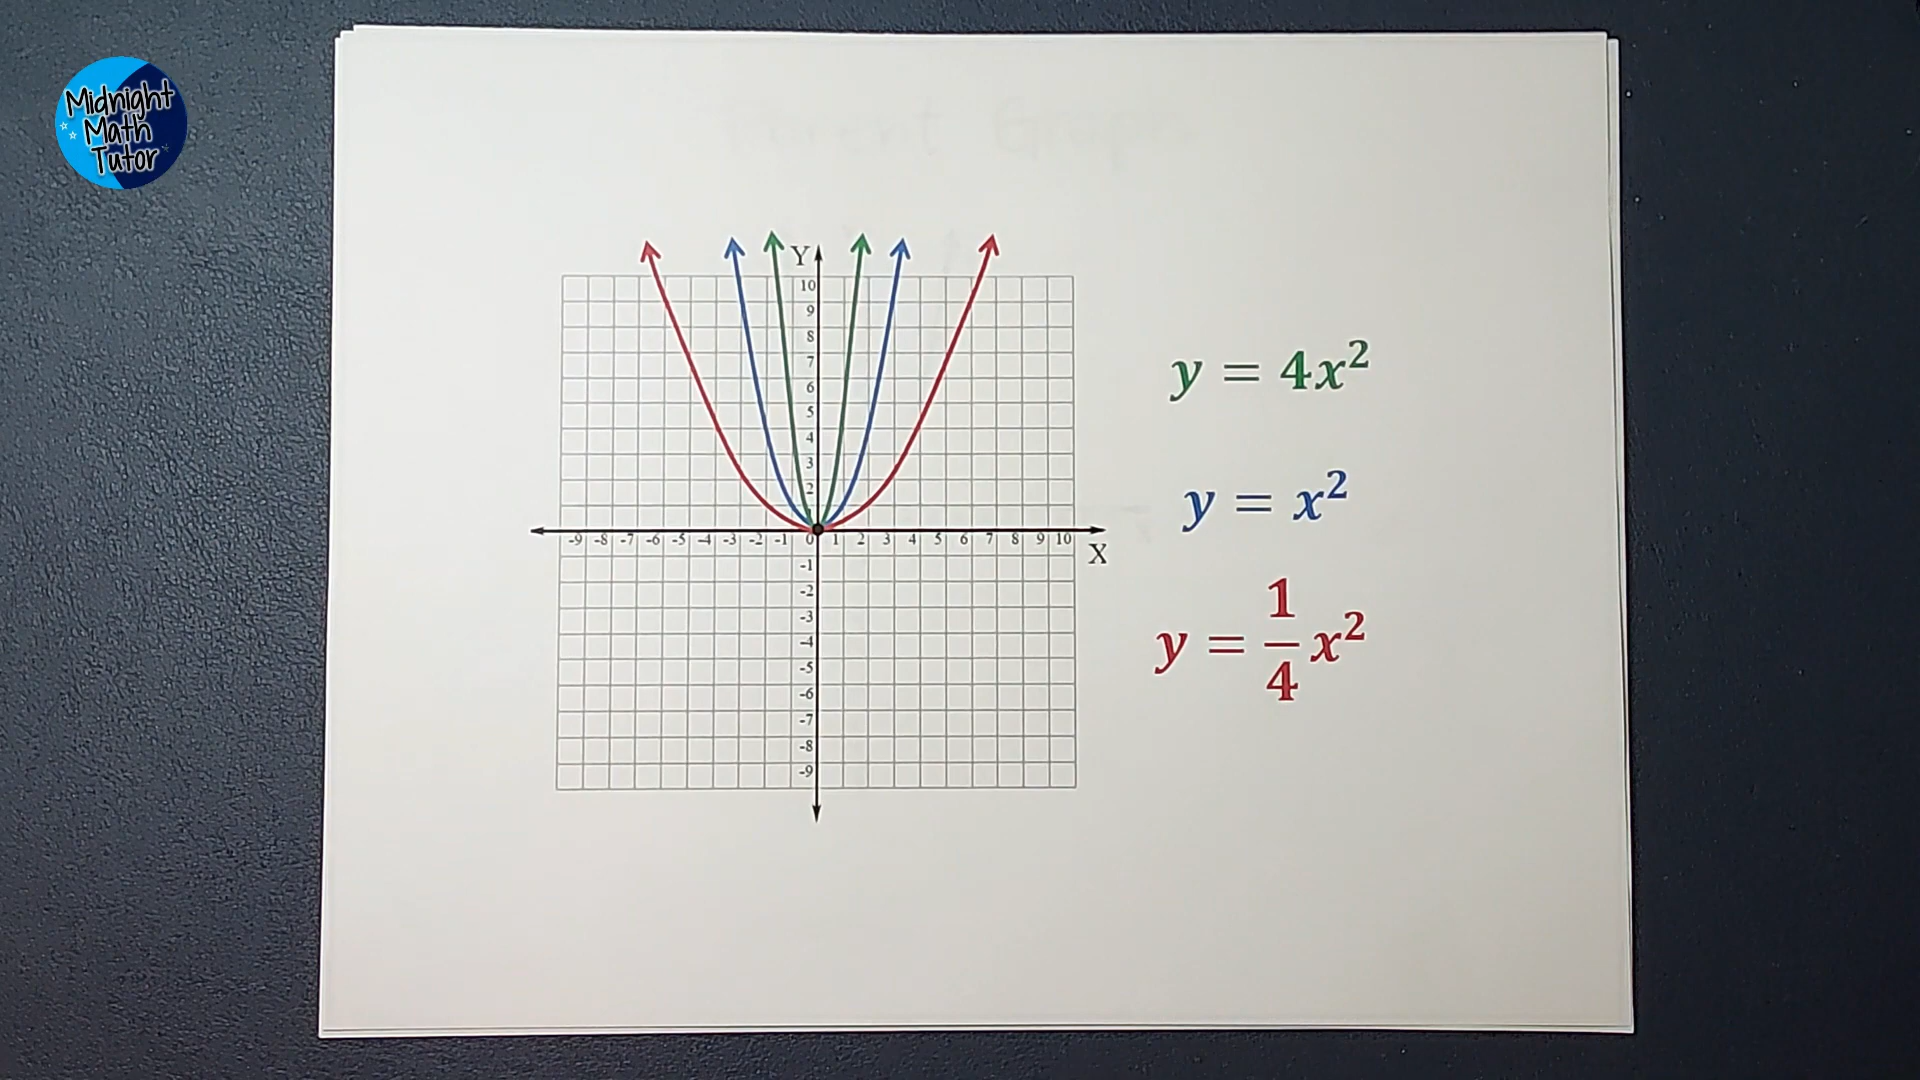 Midnight
Math
Tutor
Y
10
9
8
7
6
5
4
3
2
-9 -8 -7 -6 -5 -4 -3 -2 -1 0 1 2 3 4 5 6 7 8 9 10
X
-1
-2
-3
-4
-5
-6
-7
-8
-9
y = 4x²
y = x²
y = 1/4 x²